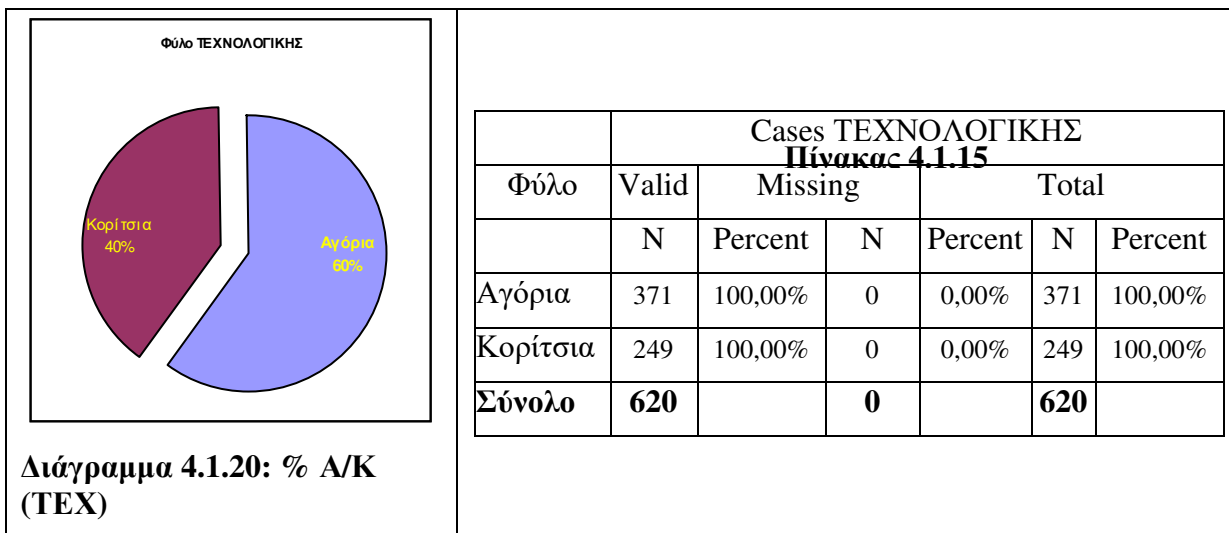 Φύλο ΤΕΧΝΟΛΟΓΙΚΗΣ
Κορίτσια
40%
Αγόρια
60%
Διάγραμμα 4.1.20: % Α/Κ
(ΤΕΧ)
Cases ΤΕΧΝΟΛΟΓΙΚΗΣ
Πίνακας 4.1.15
Φύλο Valid Missing Total
N Percent N Percent N Percent
Αγόρια 371 100,00% 0 0,00% 371 100,00%
Κορίτσια 249 100,00% 0 0,00% 249 100,00%
Σύνολο 620 0 620